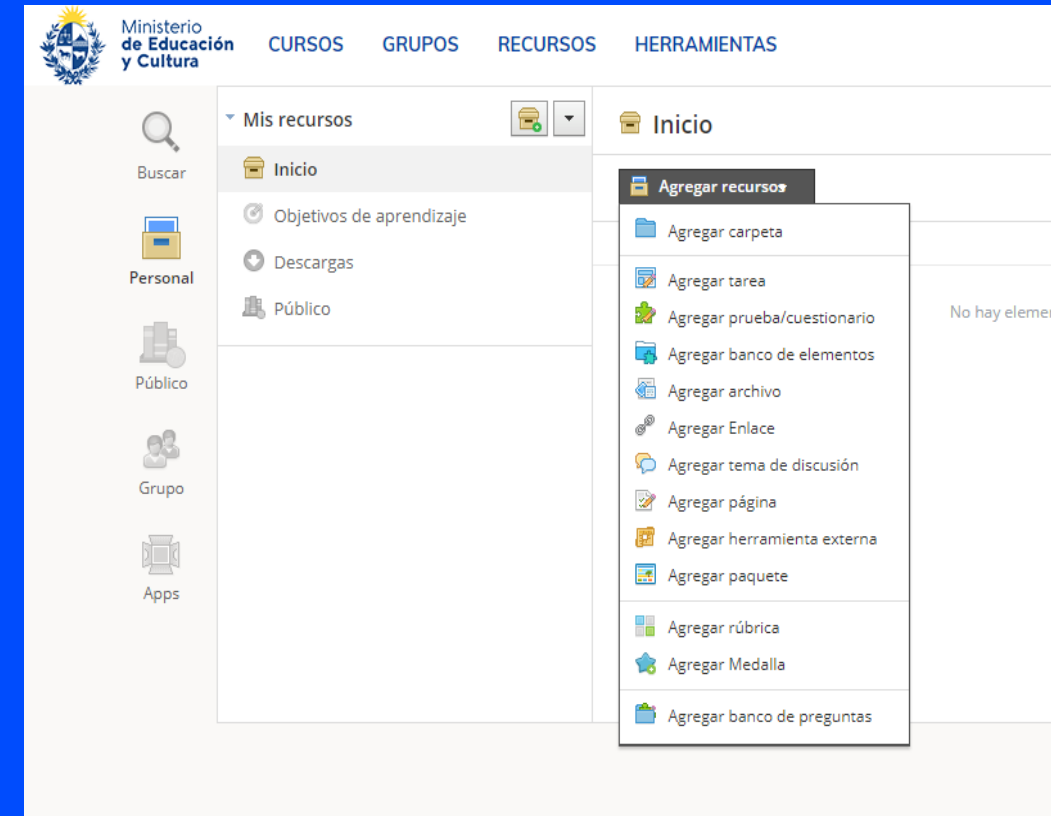 Ministerio
de Educación
y Cultura
CURSOS GRUPOS RECURSOS HERRAMIENTAS
Buscar
Personal
Público
Grupo
Apps
Mis recursos
Inicio
Objetivos de aprendizaje
Descargas
Público
Inicio
Agregar recursos
Agregar carpeta
Agregar tarea
Agregar prueba/cuestionario
Agregar banco de elementos
Agregar archivo
Agregar Enlace
Agregar tema de discusión
Agregar página
Agregar herramienta externa
Agregar paquete
Agregar rúbrica
Agregar Medalla
Agregar banco de preguntas
No hay